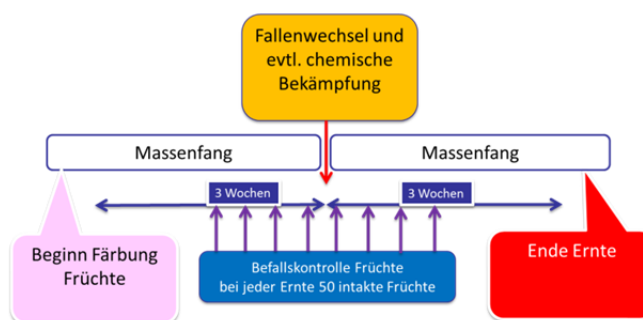 Fallenwechsel und
evtl. chemische
Bekämpfung
Massenfang
Massenfang
3 Wochen
3 Wochen
Beginn Färbung
Früchte
Befallskontrolle Früchte
bei jeder Ernte 50 intakte Früchte
Ende Ernte